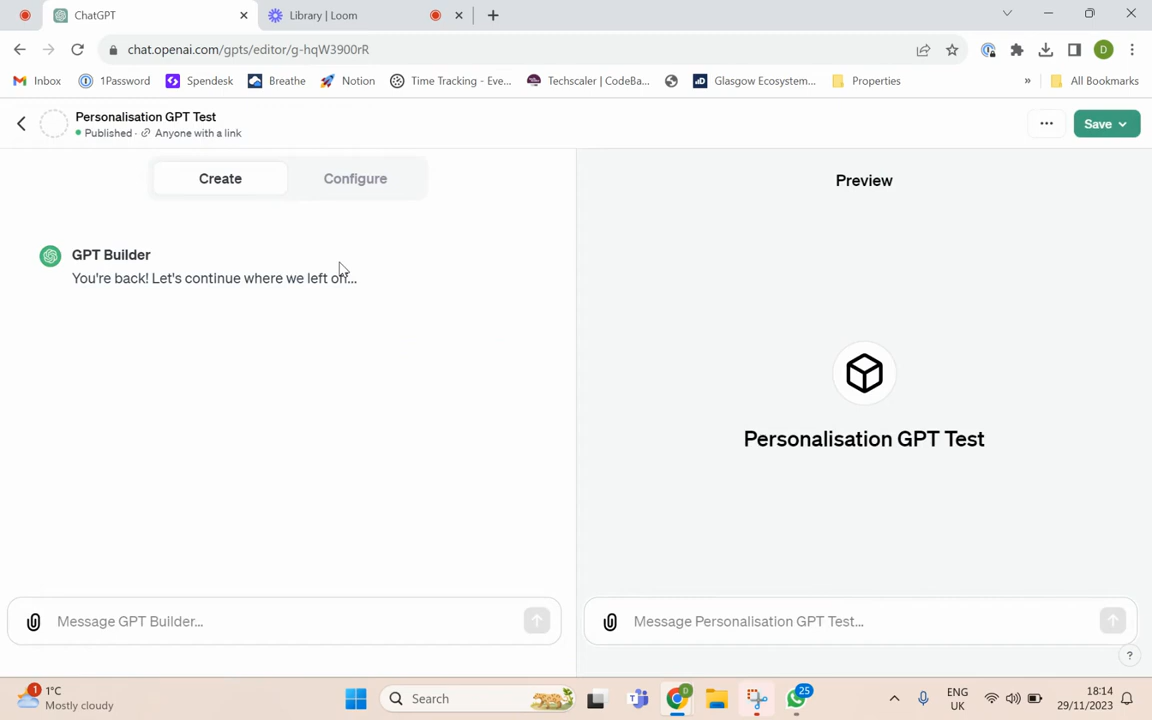 ChatGPT
Library | Loom
chat.openai.com/gpts/editor/g-hqW3900rR
D
Inbox
1Password
Spendesk
Breathe
Notion
Time Tracking - Eve...
Techscaler | CodeBa...
Glasgow Ecosystem...
Properties
»
All Bookmarks
Personalisation GPT Test
Published · Anyone with a link
Save
Create
Configure
Preview
GPT Builder
You're back! Let's continue where we left off...
Personalisation GPT Test
Message GPT Builder...
Message Personalisation GPT Test...
?
1
1°C
Mostly cloudy
Search
D
25
ENG
UK
18:14
29/11/2023